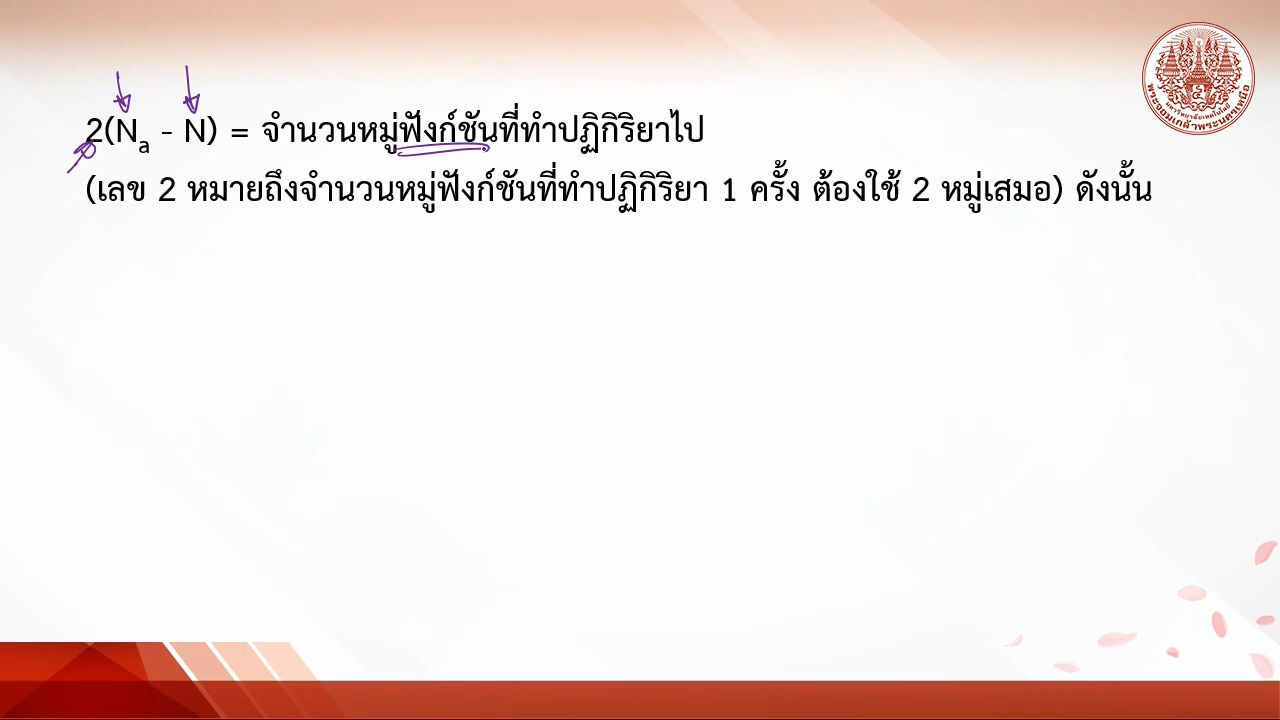 2(Nₐ - N) = จำนวนหมู่ฟังก์ชันที่ทำปฏิกิริยาไป
(เลข 2 หมายถึงจำนวนหมู่ฟังก์ชันที่ทำปฏิกิริยา 1 ครั้ง ต้องใช้ 2 หมู่เสมอ) ดังนั้น